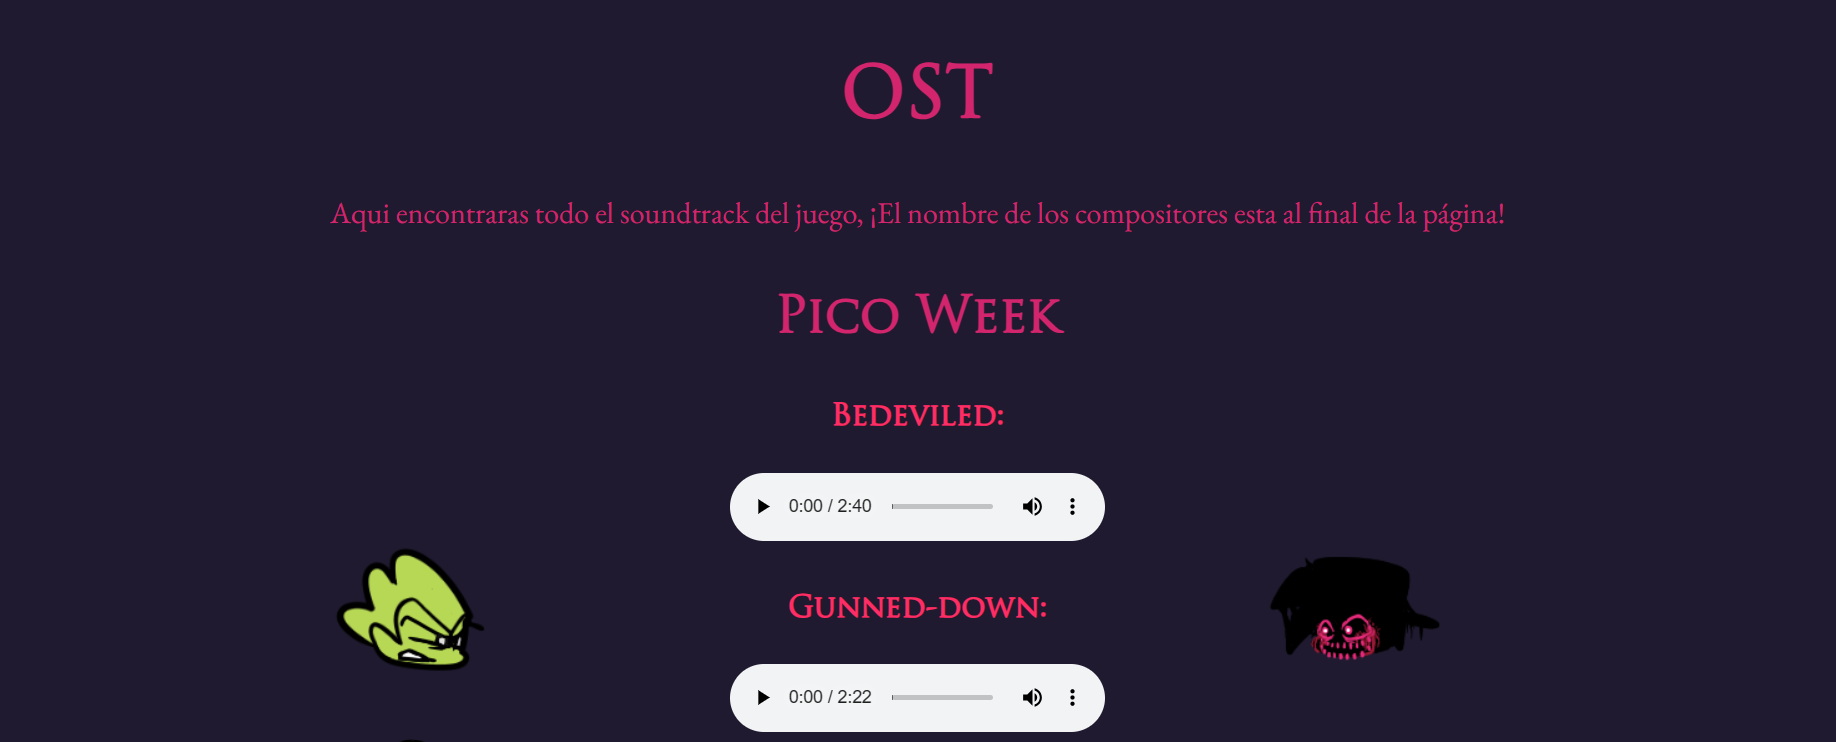 OST
Aqui encontraras todo el soundtrack del juego, ¡El nombre de los compositores esta al final de la página!
Pico Week
Bedeviled:
0:00 / 2:40
Gunned-down:
0:00 / 2:22